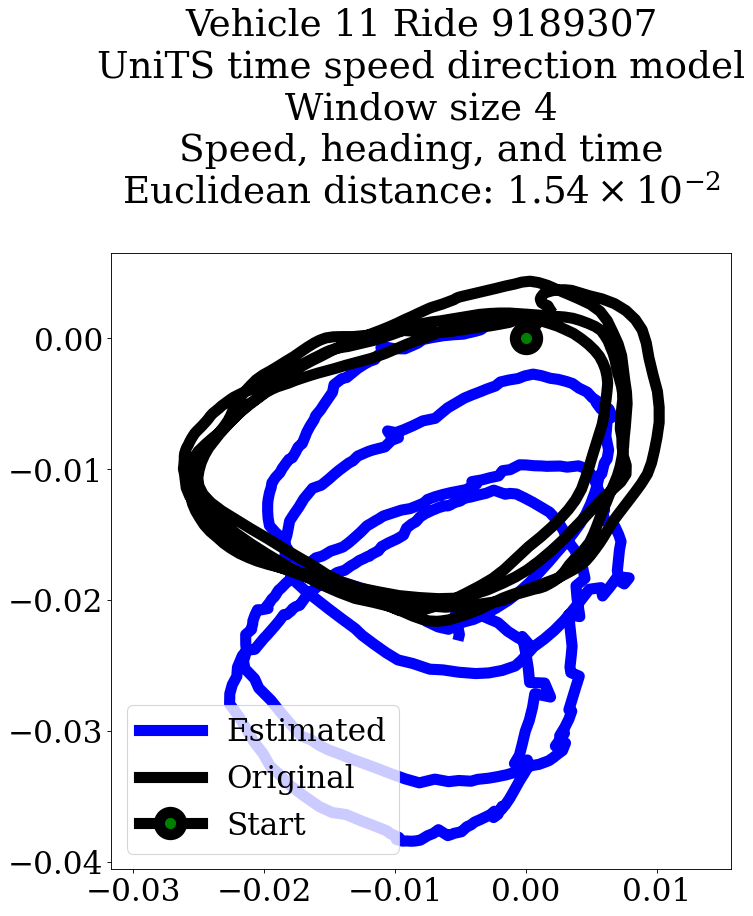 Vehicle 11 Ride 9189307
UniTS time speed direction model
Window size 4
Speed, heading, and time
Euclidean distance: 1.54 × 10⁻²
0.00
−0.01
−0.02
−0.03
−0.04
Estimated
Original
Start
−0.03 −0.02 −0.01 0.00 0.01